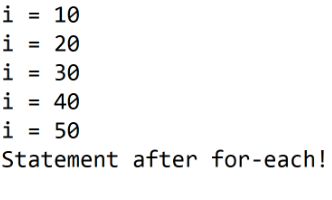 i = 10
i = 20
i = 30
i = 40
i = 50
Statement after for-each!